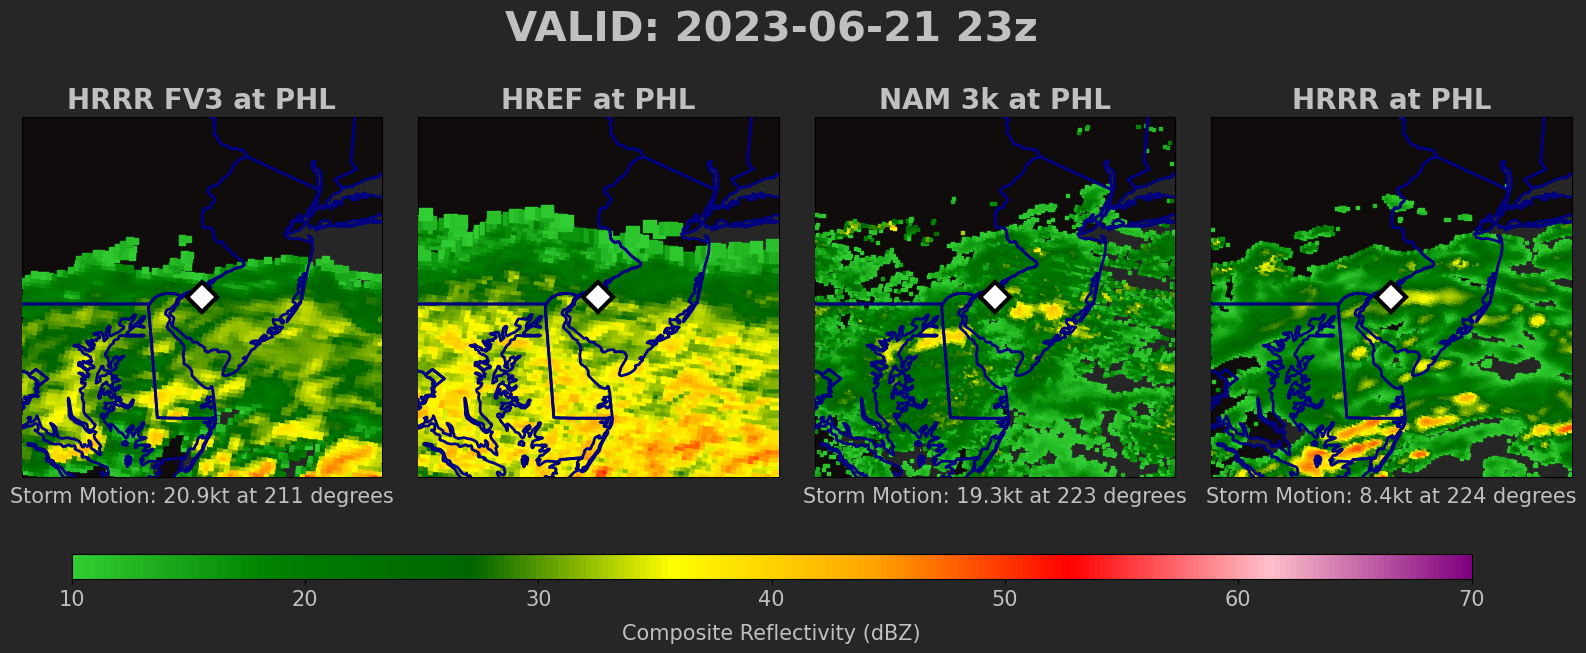 VALID: 2023-06-21 23z
HRRR FV3 at PHL
HREF at PHL
NAM 3k at PHL
HRRR at PHL
Storm Motion: 20.9kt at 211 degrees
Storm Motion: 19.3kt at 223 degrees
Storm Motion: 8.4kt at 224 degrees
10 20 30 40 50 60 70
Composite Reflectivity (dBZ)